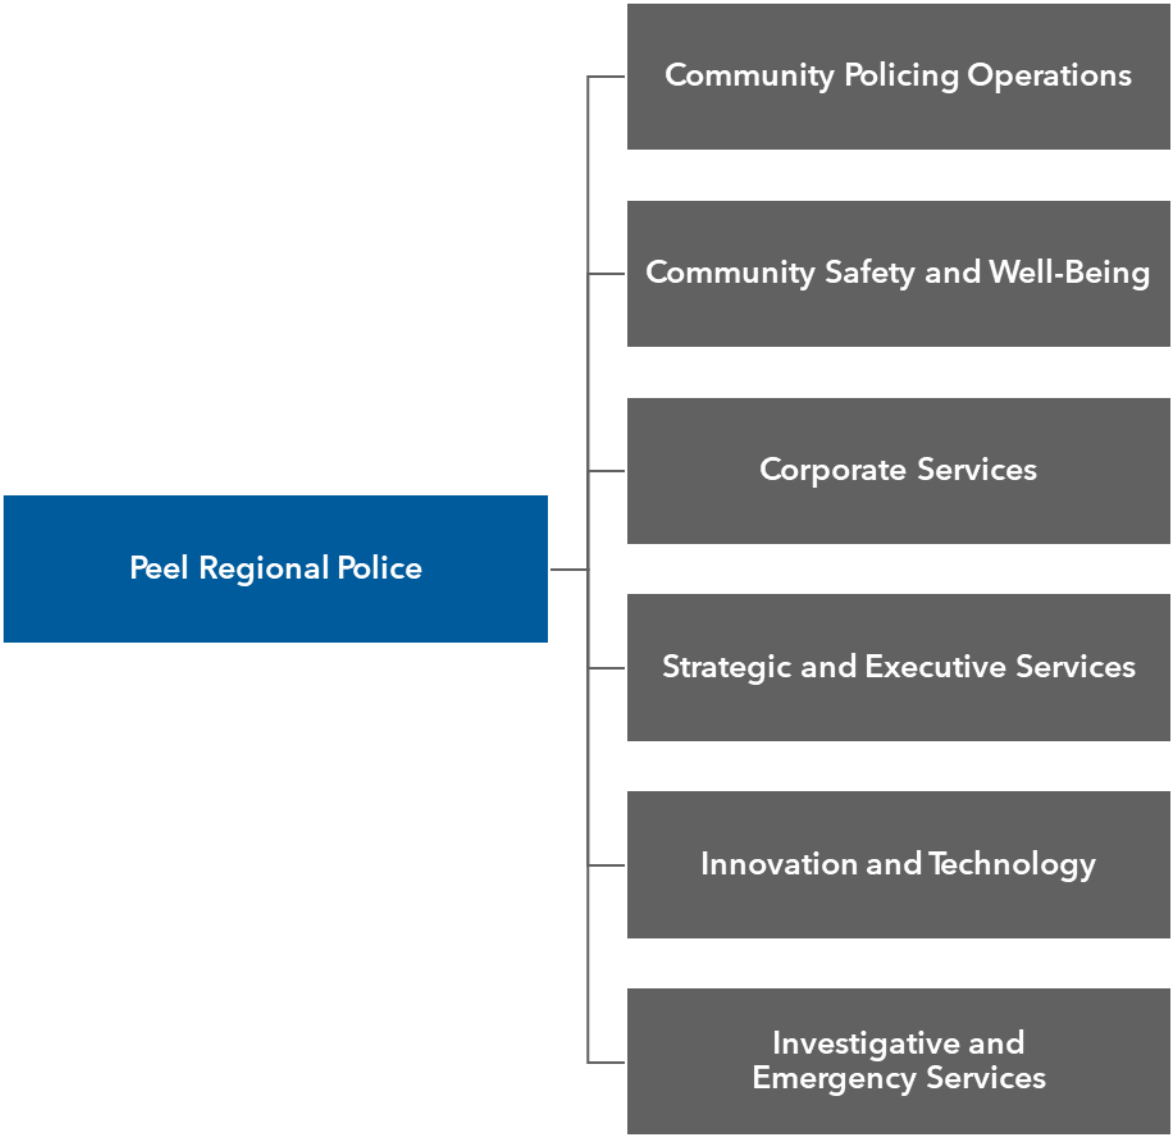 Community Policing Operations
Community Safety and Well-Being
Corporate Services
Peel Regional Police
Strategic and Executive Services
Innovation and Technology
Investigative and
Emergency Services